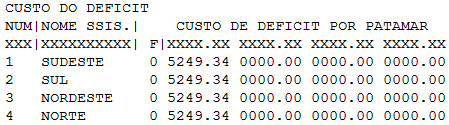 CUSTO DO DEFICIT
NUM|NOME SSIS.|    CUSTO DE DEFICIT POR PATAMAR
XXX|XXXXXXXXXX| F|XXXX.XX XXXX.XX XXXX.XX XXXX.XX
1   SUDESTE     0 5249.34 0000.00 0000.00 0000.00
2   SUL         0 5249.34 0000.00 0000.00 0000.00
3   NORDESTE    0 5249.34 0000.00 0000.00 0000.00
4   NORTE       0 5249.34 0000.00 0000.00 0000.00